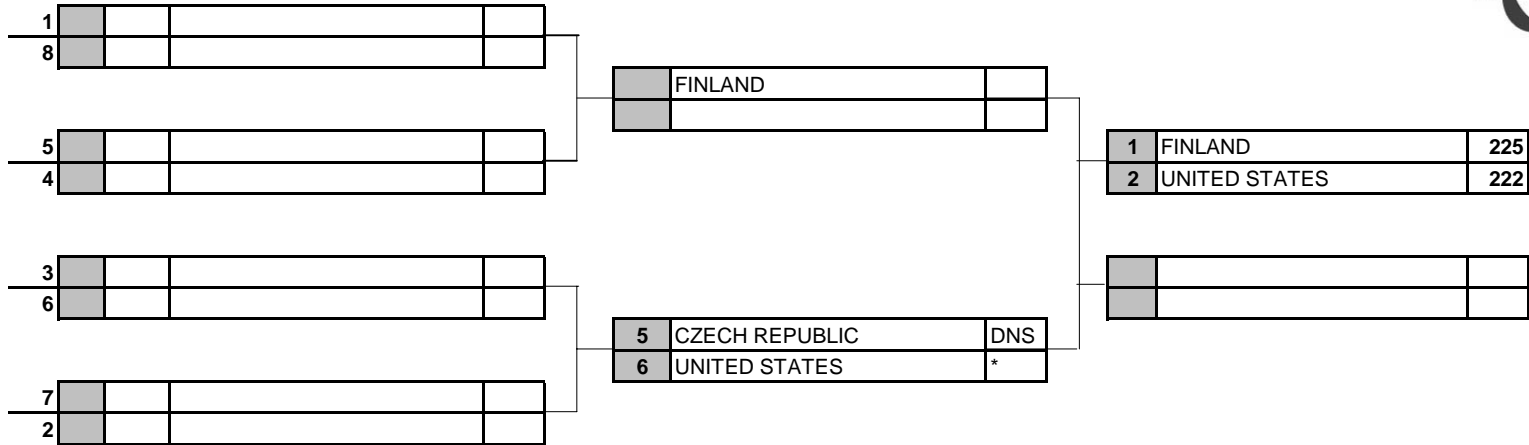 1
8
FINLAND
5
4
1 FINLAND 225
2 UNITED STATES 222
3
6
5 CZECH REPUBLIC DNS
6 UNITED STATES *
7
2